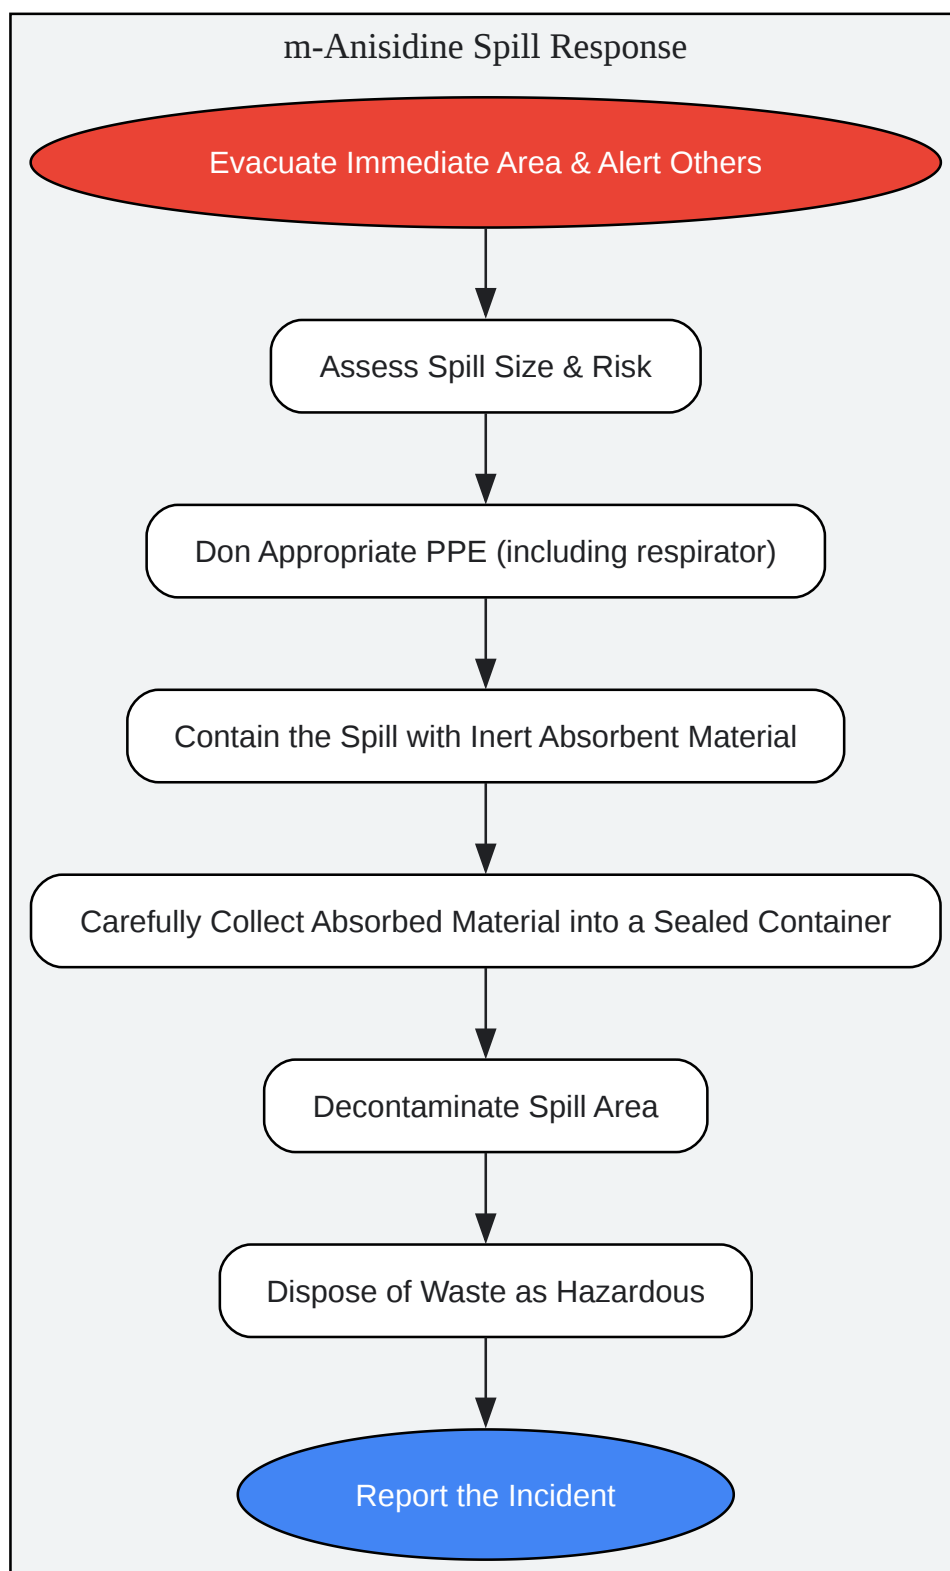 m-Anisidine Spill Response
Evacuate Immediate Area & Alert Others
Assess Spill Size & Risk
Don Appropriate PPE (including respirator)
Contain the Spill with Inert Absorbent Material
Carefully Collect Absorbed Material into a Sealed Container
Decontaminate Spill Area
Dispose of Waste as Hazardous
Report the Incident